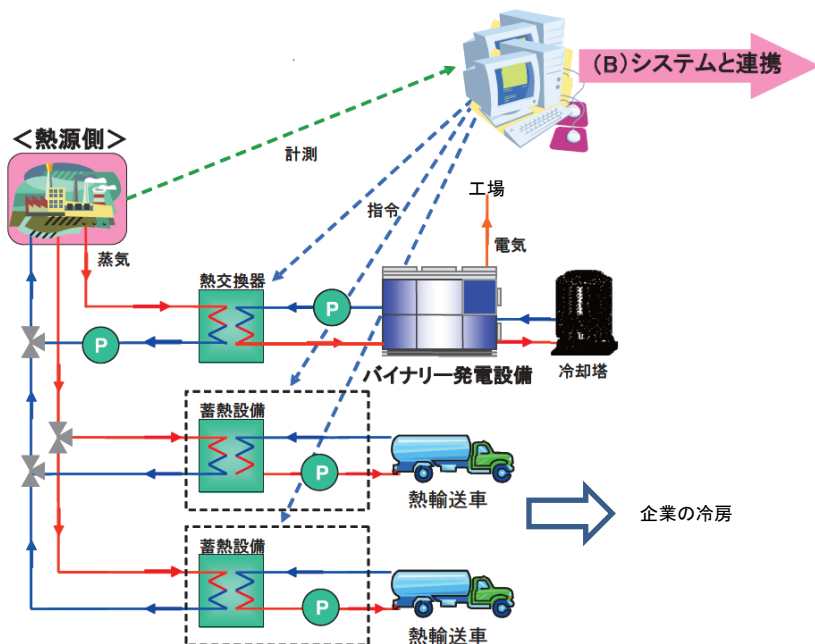 (B)システムと連携
＜熱源側＞
計測
指令
工場
電気
蒸気
熱交換器
P
P
バイナリー発電設備
冷却塔
蓄熱設備
P
熱輸送車
企業の冷房
蓄熱設備
P
熱輸送車